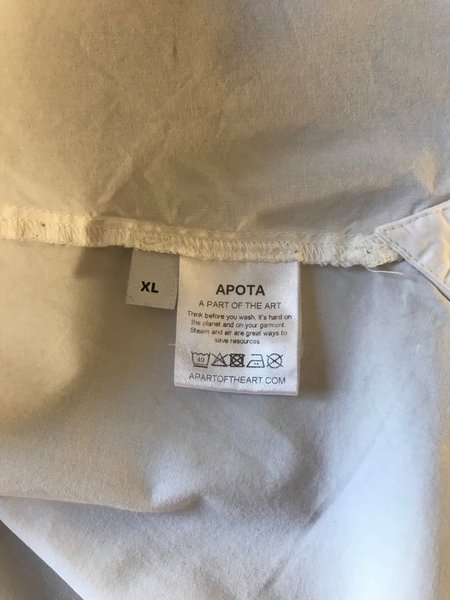 XL
APOTA
A PART OF THE ART
Think before you wash, it's hard on
the planet and on your garment
Steam and air are great ways to
save resources
40
APARTOFTHEART.COM